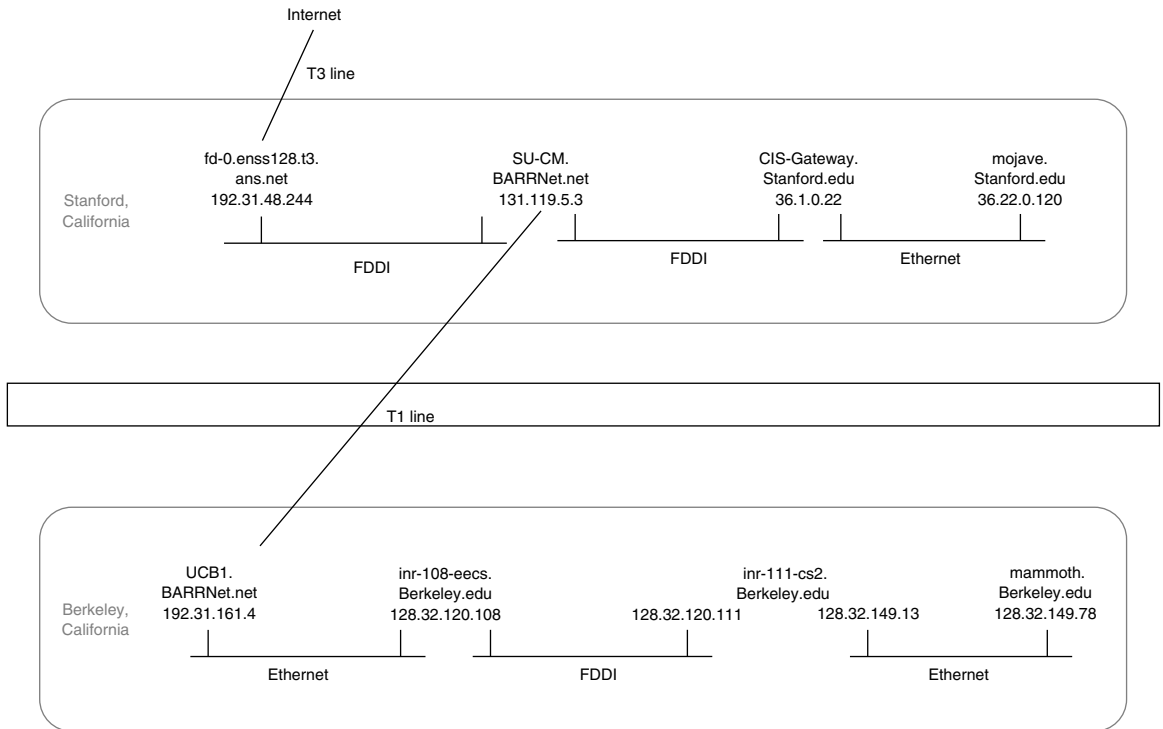 Internet
T3 line
fd-0.enss128.t3.
ans.net
192.31.48.244
SU-CM.
BARRNet.net
131.119.5.3
CIS-Gateway.
Stanford.edu
36.1.0.22
mojave.
Stanford.edu
36.22.0.120
Stanford,
California
FDDI
FDDI
Ethernet
T1 line
UCB1.
BARRNet.net
192.31.161.4
inr-108-eecs.
Berkeley.edu
128.32.120.108
inr-111-cs2.
Berkeley.edu
128.32.120.111
128.32.149.13
mammoth.
Berkeley.edu
128.32.149.78
Berkeley,
California
Ethernet
FDDI
Ethernet